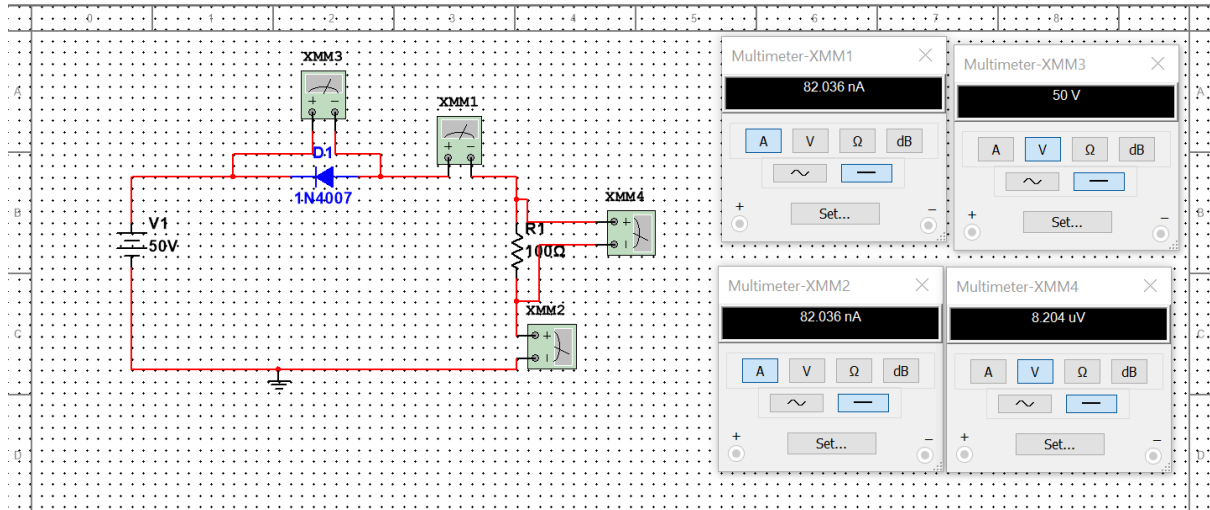 0 1 2 3 4 5 6 7 8
A
B
C
D
A
B
C
D
XMM3
+ −
XMM1
+ −
D1
1N4007
V1
50V
XMM4
+
−
R1
100Ω
XMM2
+
−
Multimeter-XMM1
82.036 nA
A V Ω dB
+ −
Set...
Multimeter-XMM3
50 V
A V Ω dB
+ −
Set...
Multimeter-XMM2
82.036 nA
A V Ω dB
+ −
Set...
Multimeter-XMM4
8.204 uV
A V Ω dB
+ −
Set...